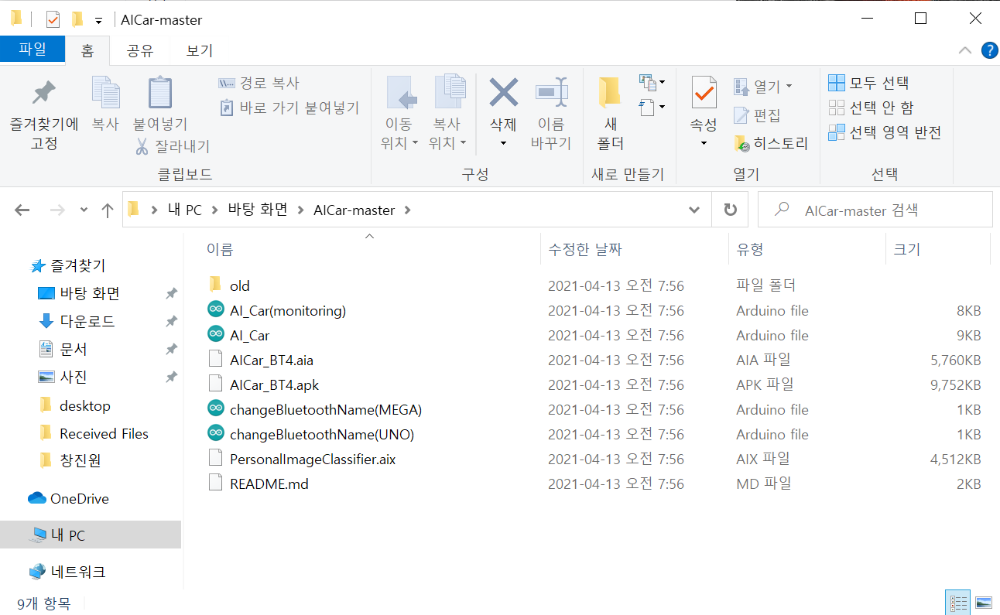 AICar-master
파일 홈 공유 보기
즐겨찾기에 고정
복사
붙여넣기
경로 복사
바로 가기 붙여넣기
잘라내기
클립보드
이동 위치
복사 위치
삭제
이름 바꾸기
구성
새 폴더
새로 만들기
속성
열기
편집
히스토리
열기
모두 선택
선택 안 함
선택 영역 반전
선택
내 PC > 바탕 화면 > AICar-master >
AICar-master 검색
즐겨찾기
바탕 화면
다운로드
문서
사진
desktop
Received Files
창진원
OneDrive
내 PC
네트워크
이름 수정한 날짜 유형 크기
old 2021-04-13 오전 7:56 파일 폴더
AI_Car(monitoring) 2021-04-13 오전 7:56 Arduino file 8KB
AI_Car 2021-04-13 오전 7:56 Arduino file 9KB
AICar_BT4.aia 2021-04-13 오전 7:56 AIA 파일 5,760KB
AICar_BT4.apk 2021-04-13 오전 7:56 APK 파일 9,752KB
changeBluetoothName(MEGA) 2021-04-13 오전 7:56 Arduino file 1KB
changeBluetoothName(UNO) 2021-04-13 오전 7:56 Arduino file 1KB
PersonalImageClassifier.aix 2021-04-13 오전 7:56 AIX 파일 4,512KB
README.md 2021-04-13 오전 7:56 MD 파일 2KB
9개 항목